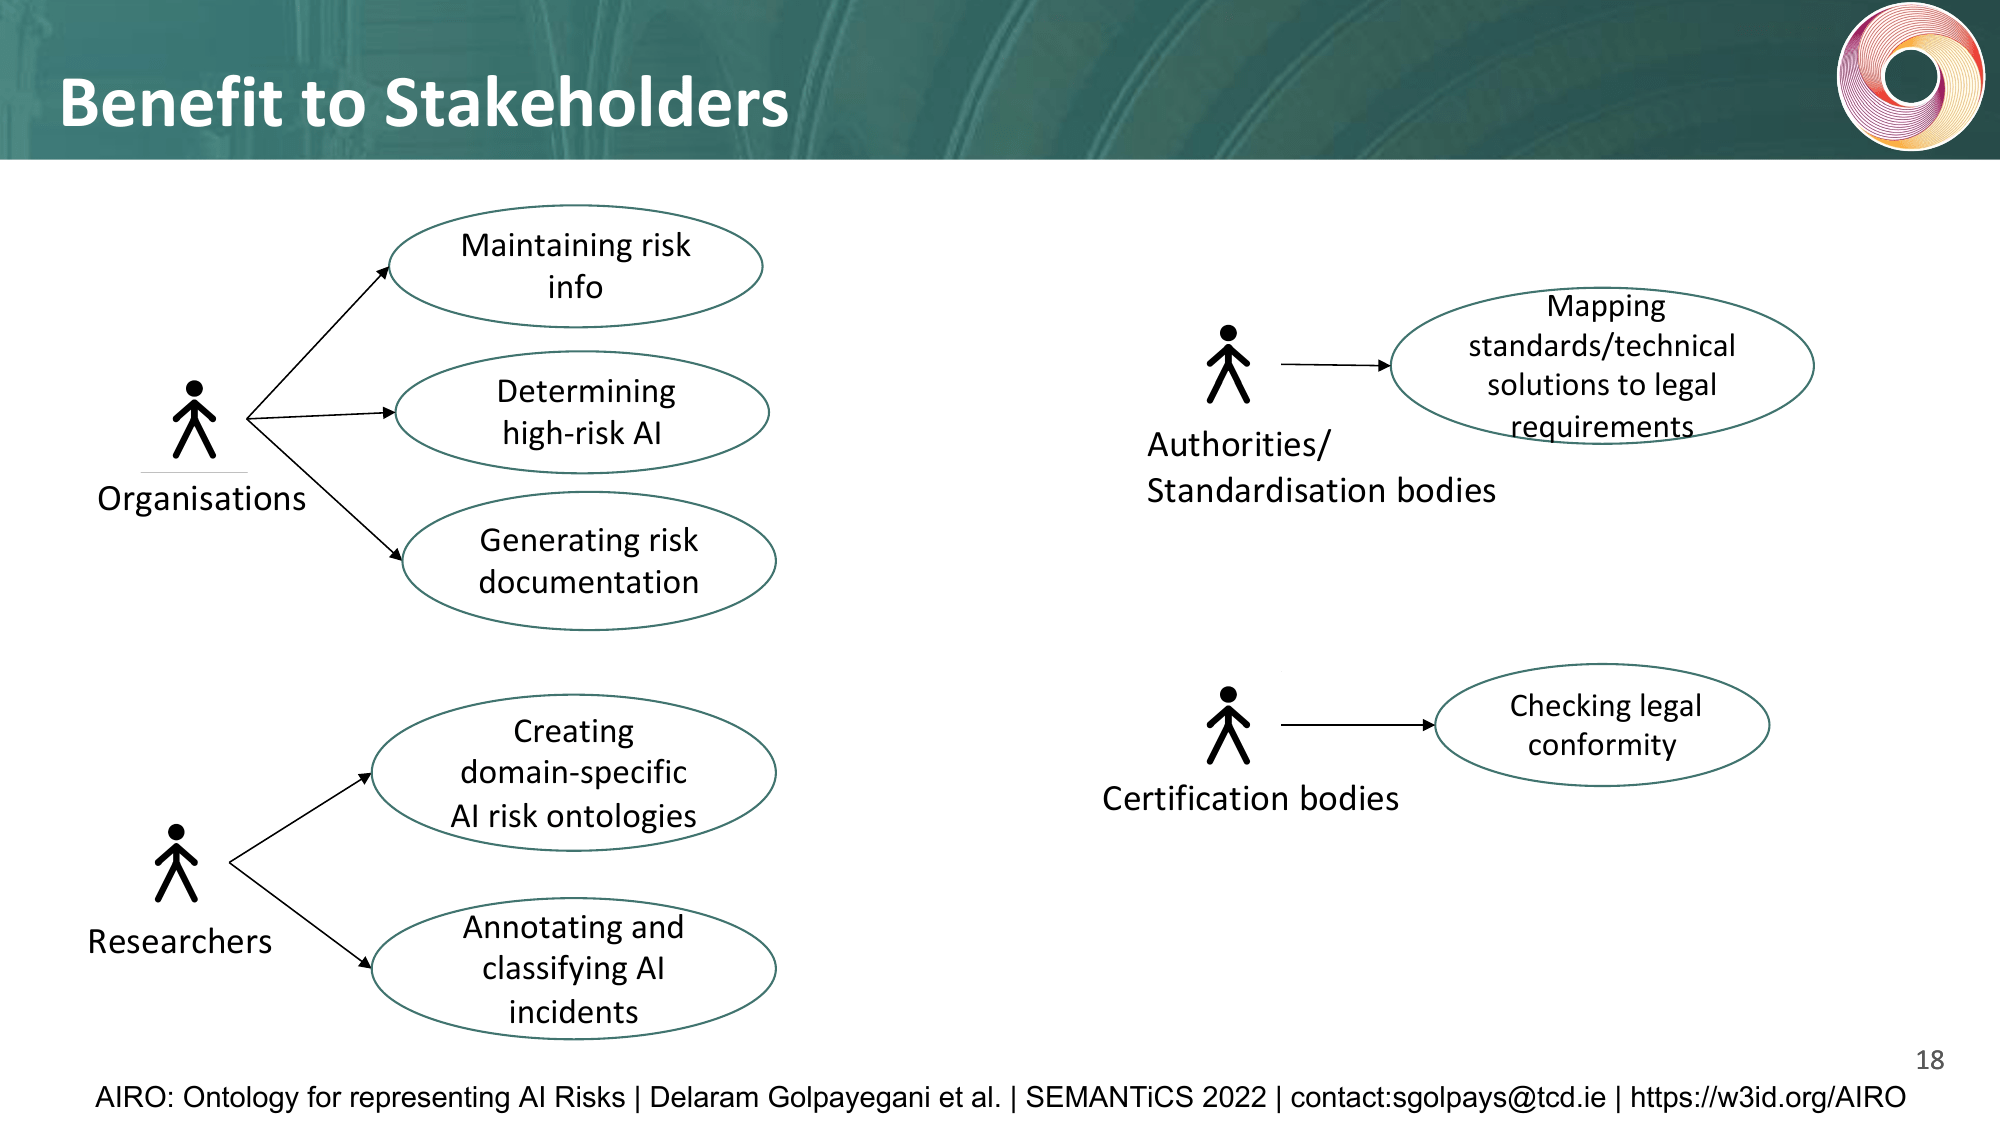 Benefit to Stakeholders
Maintaining risk
info
Determining
high-risk AI
Organisations
Generating risk
documentation
Creating
domain-specific
AI risk ontologies
Researchers
Annotating and
classifying AI
incidents
Mapping
standards/technical
solutions to legal
requirements
Authorities/
Standardisation bodies
Checking legal
conformity
Certification bodies
18
AIRO: Ontology for representing AI Risks | Delaram Golpayegani et al. | SEMANTiCS 2022 | contact:sgolpays@tcd.ie | https://w3id.org/AIRO